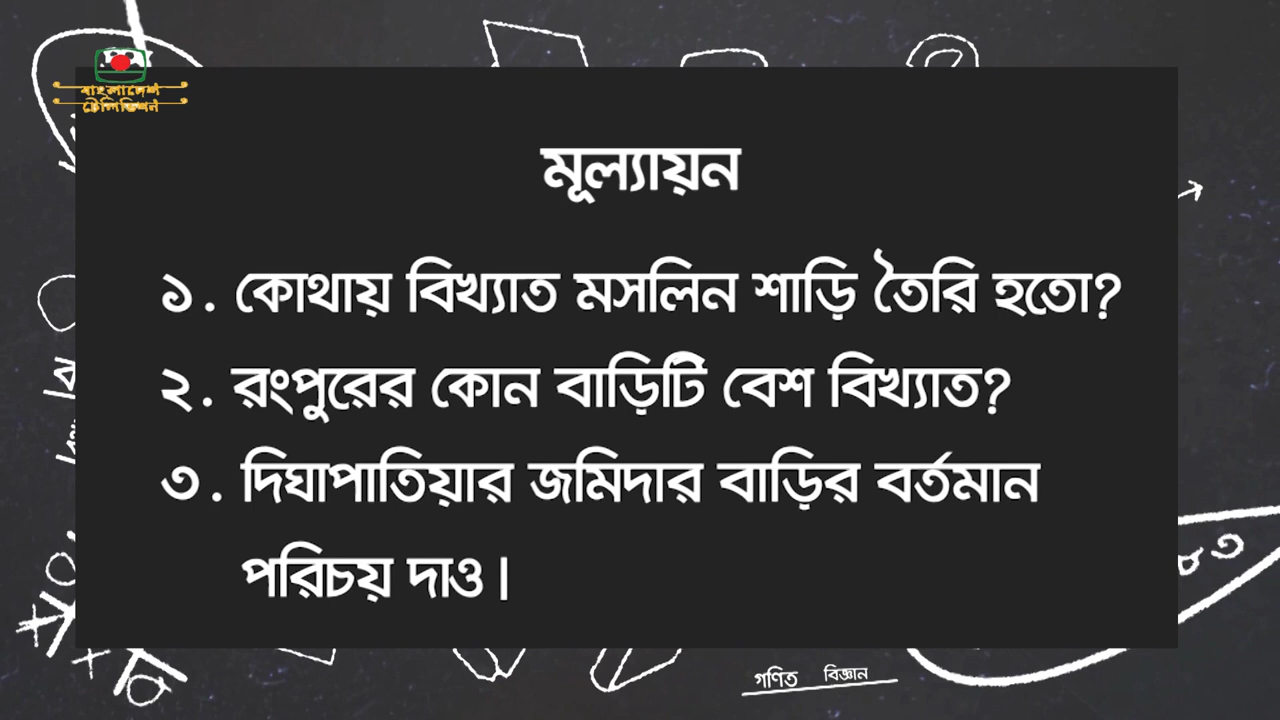 বাংলাদেশ
টেলিভিশন
মূল্যায়ন
১. কোথায় বিখ্যাত মসলিন শাড়ি তৈরি হতো?
২. রংপুরের কোন বাড়িটি বেশ বিখ্যাত?
৩. দিঘাপাতিয়ার জমিদার বাড়ির বর্তমান
পরিচয় দাও।
গণিত বিজ্ঞান